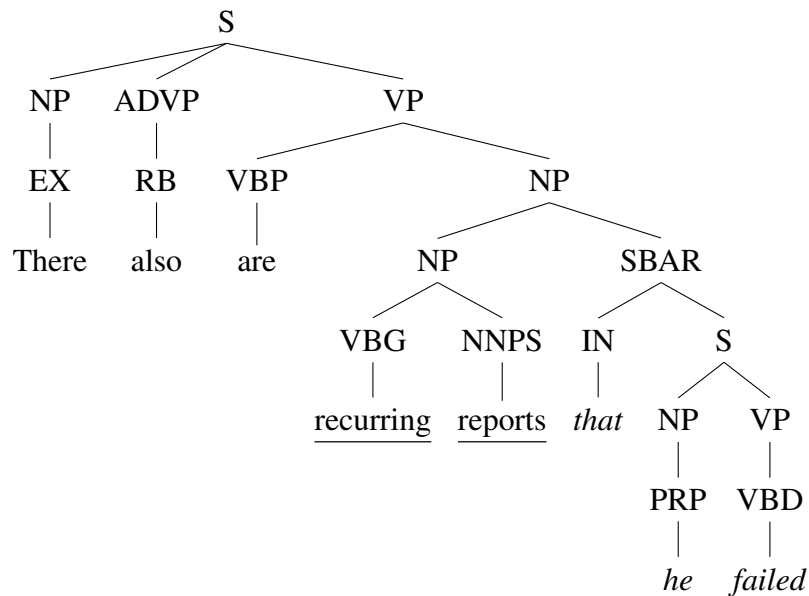 S
NP ADVP VP
EX RB VBP NP
There also are NP SBAR
VBG NNPS IN S
recurring reports that NP VP
PRP VBD
he failed